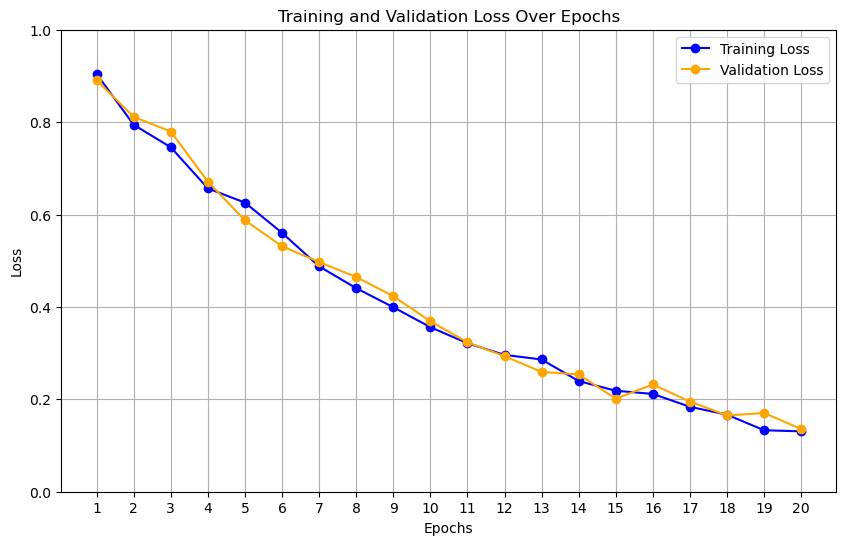 Training and Validation Loss Over Epochs
1.0
Training Loss
Validation Loss
0.8
0.6
Loss
0.4
0.2
0.0
1 2 3 4 5 6 7 8 9 10 11 12 13 14 15 16 17 18 19 20
Epochs